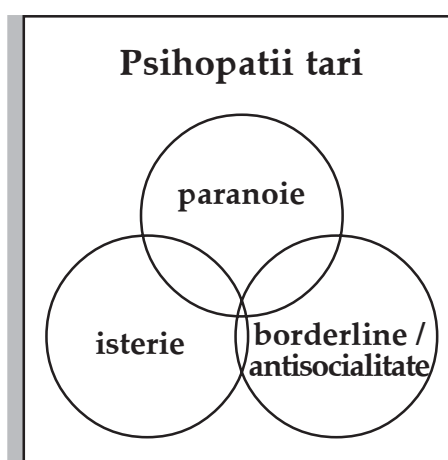 Psihopatii tari
paranoie
isterie
borderline /
antisocialitate